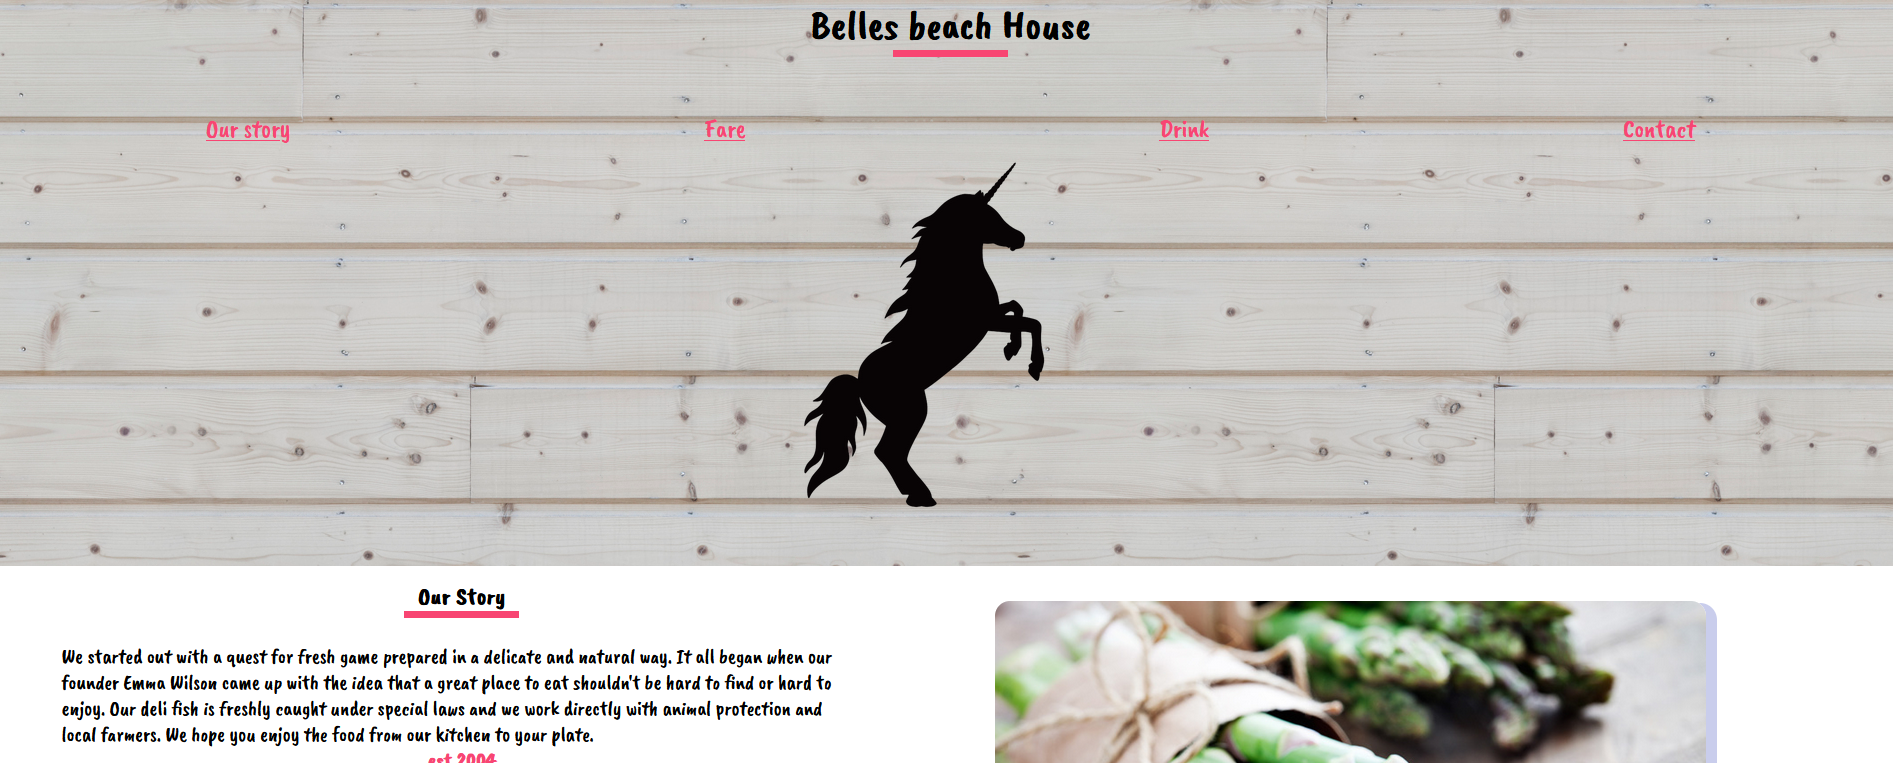 Belles beach House
Our story
Fare
Drink
Contact
Our Story
We started out with a quest for fresh game prepared in a delicate and natural way. It all began when our
founder Emma Wilson came up with the idea that a great place to eat shouldn't be hard to find or hard to
enjoy. Our deli fish is freshly caught under special laws and we work directly with animal protection and
local farmers. We hope you enjoy the food from our kitchen to your plate.
est 2004